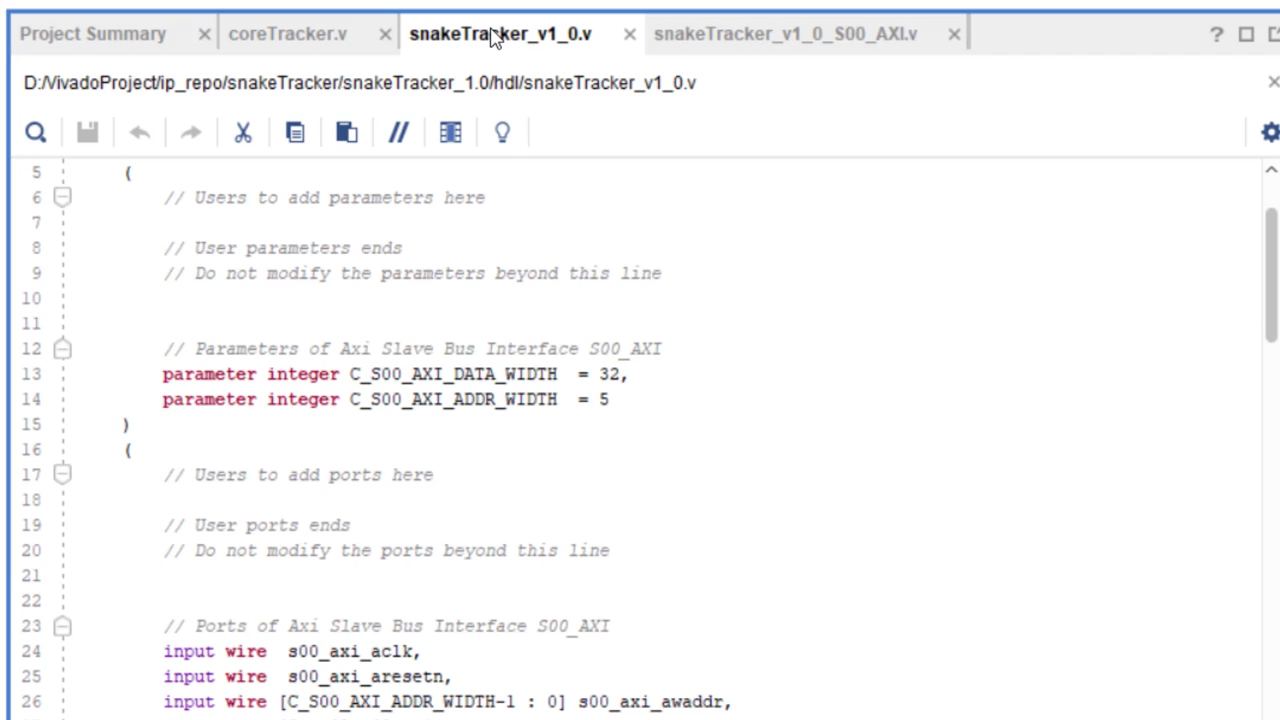 Project Summary × coreTracker.v × snakeTracker_v1_0.v × snakeTracker_v1_0_S00_AXI.v × ?
D:/VivadoProject/ip_repo/snakeTracker/snakeTracker_1.0/hdl/snakeTracker_v1_0.v ×
5 (
6 // Users to add parameters here
7
8 // User parameters ends
9 // Do not modify the parameters beyond this line
10
11
12 // Parameters of Axi Slave Bus Interface S00_AXI
13 parameter integer C_S00_AXI_DATA_WIDTH = 32,
14 parameter integer C_S00_AXI_ADDR_WIDTH = 5
15 )
16 (
17 // Users to add ports here
18
19 // User ports ends
20 // Do not modify the ports beyond this line
21
22
23 // Ports of Axi Slave Bus Interface S00_AXI
24 input wire s00_axi_aclk,
25 input wire s00_axi_aresetn,
26 input wire [C_S00_AXI_ADDR_WIDTH-1 : 0] s00_axi_awaddr,